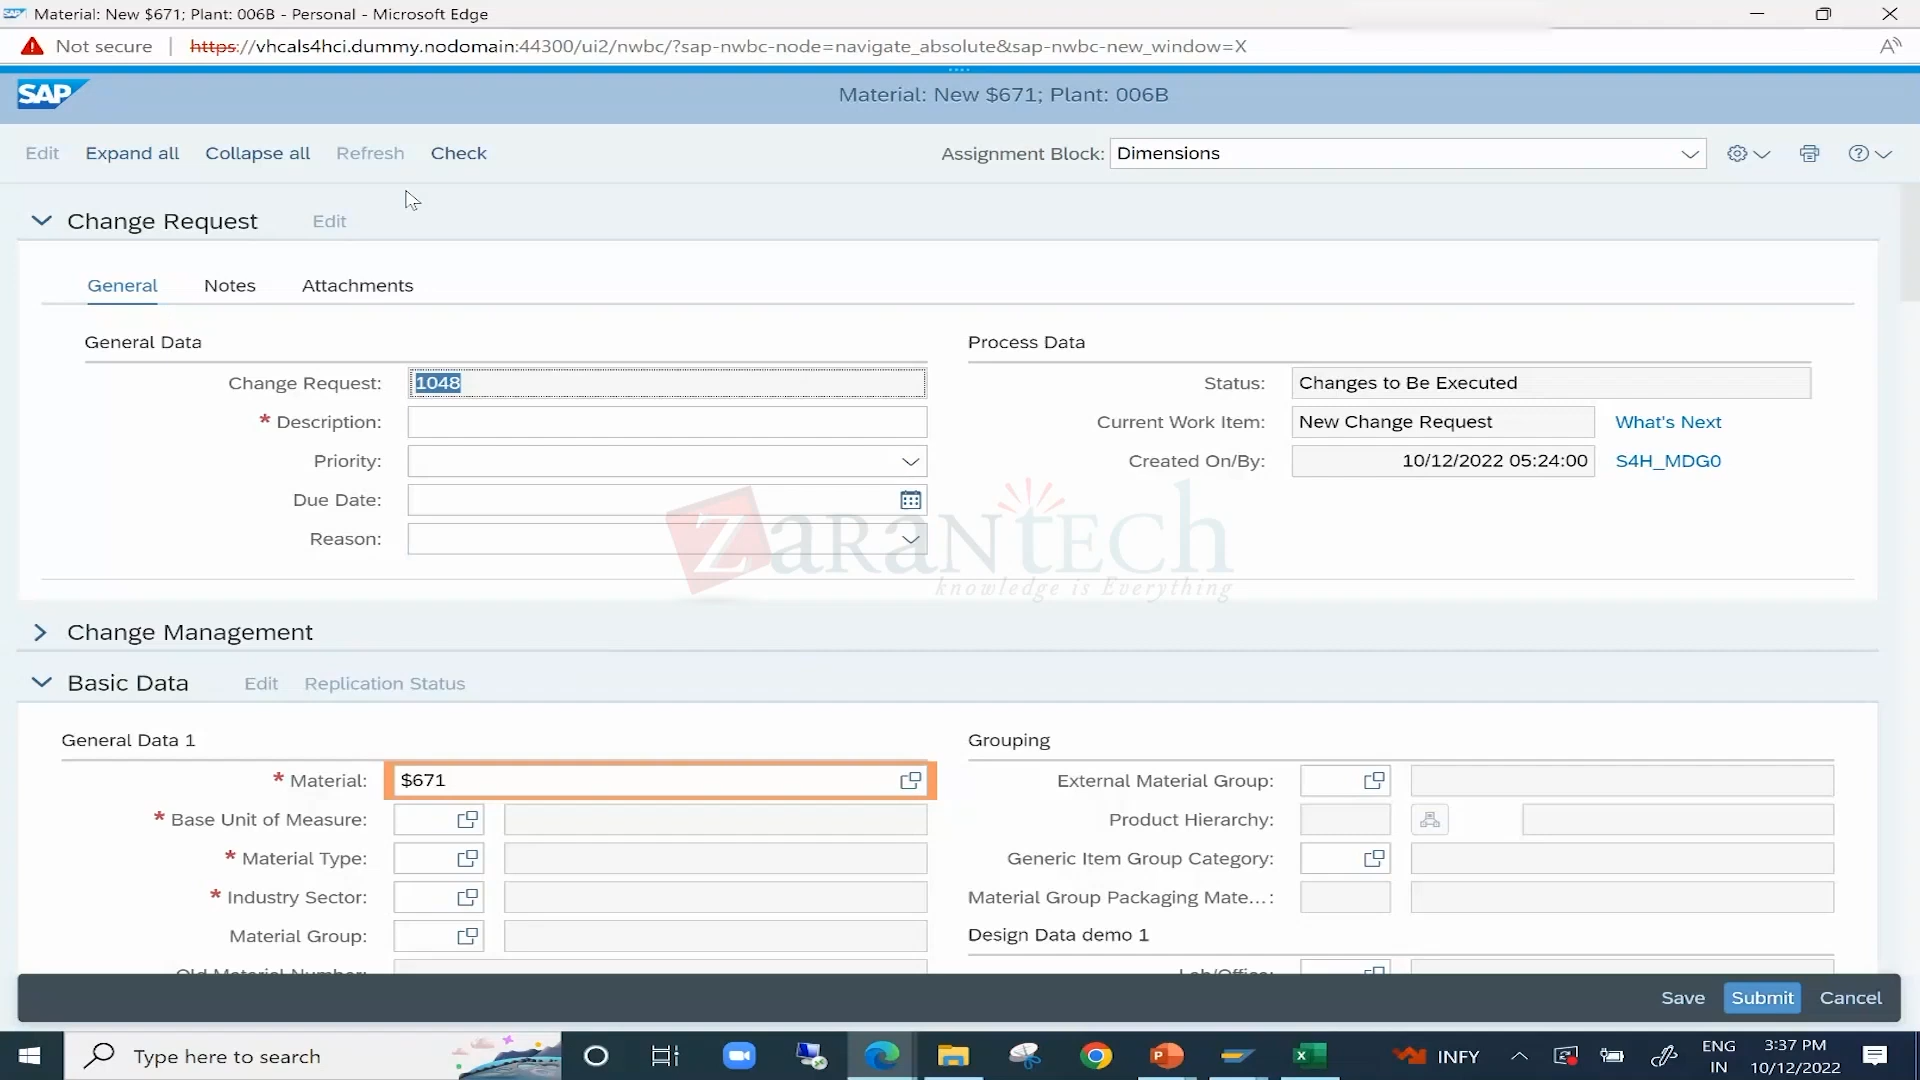 Material: New $671; Plant: 006B - Personal - Microsoft Edge
Not secure | https://vhcals4hci.dummy.nodomain:44300/ui2/nwbc/?sap-nwbc-node=navigate_absolute&sap-nwbc-new_window=X
SAP Material: New $671; Plant: 006B
Edit Expand all Collapse all Refresh Check Assignment Block: Dimensions
Change Request Edit
General Notes Attachments
General Data Process Data
Change Request: 1048 Status: Changes to Be Executed
* Description: Current Work Item: New Change Request What's Next
Priority: Created On/By: 10/12/2022 05:24:00 S4H_MDG0
Due Date:
Reason:
ZaranTech
knowledge is Everything
Change Management
Basic Data Edit Replication Status
General Data 1 Grouping
* Material: $671 External Material Group:
* Base Unit of Measure: Product Hierarchy:
* Material Type: Generic Item Group Category:
* Industry Sector: Material Group Packaging Mate...:
Material Group: Design Data demo 1
Old Material Number: Lab/Office:
Save Submit Cancel
Type here to search INFY ENG 3:37 PM
IN 10/12/2022